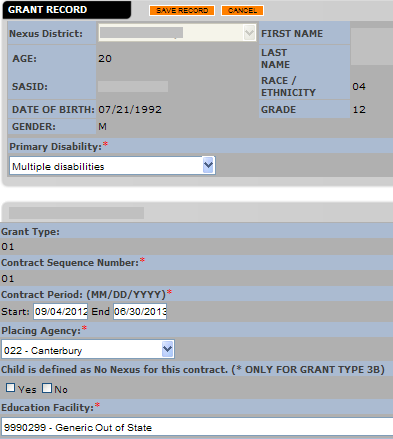 GRANT RECORD SAVE RECORD CANCEL
Nexus District: FIRST NAME
AGE: 20 LAST NAME
SASID: RACE / ETHNICITY 04
DATE OF BIRTH: 07/21/1992 GRADE 12
GENDER: M
Primary Disability:*
Multiple disabilities
Grant Type:
01
Contract Sequence Number:*
01
Contract Period: (MM/DD/YYYY)*
Start: 09/04/2012 End 06/30/2013
Placing Agency:*
022 - Canterbury
Child is defined as No Nexus for this contract. (* ONLY FOR GRANT TYPE 3B)
Yes No
Education Facility:*
9990299 - Generic Out of State